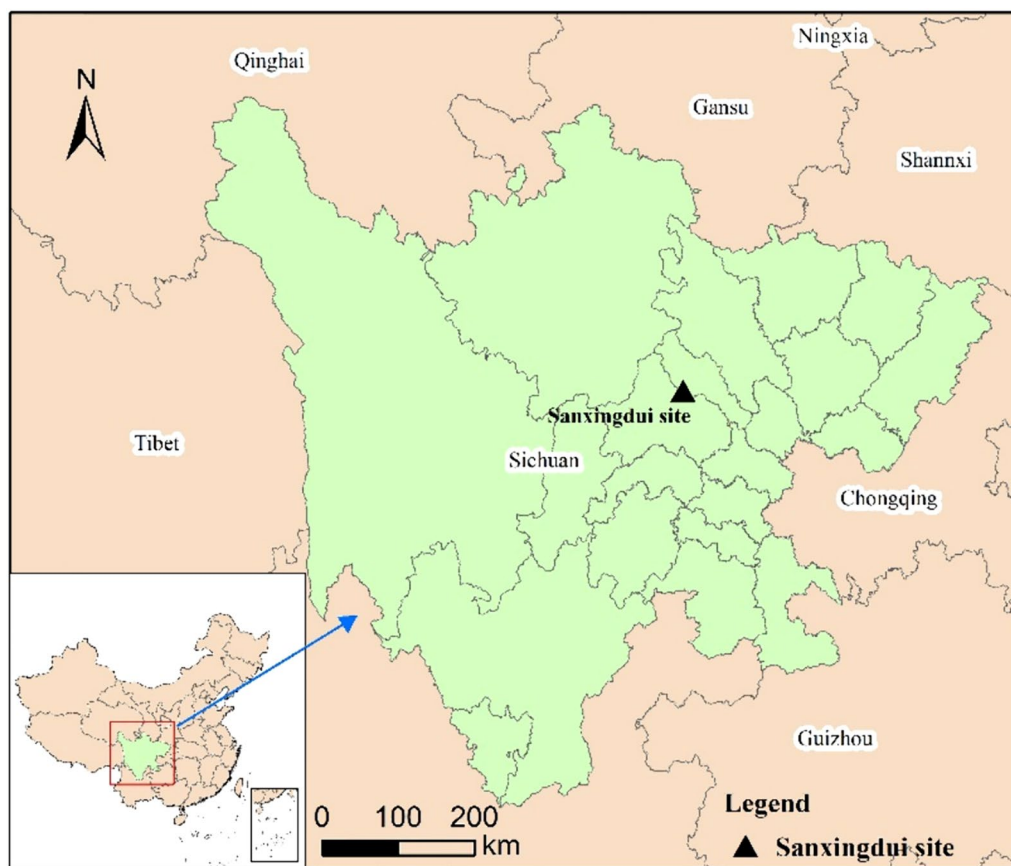 Ningxia
Qinghai
N
Gansu
Shannxi
Sanxingdui site
Tibet
Sichuan
Chongqing
Guizhou
0 100 200
km
Legend
Sanxingdui site